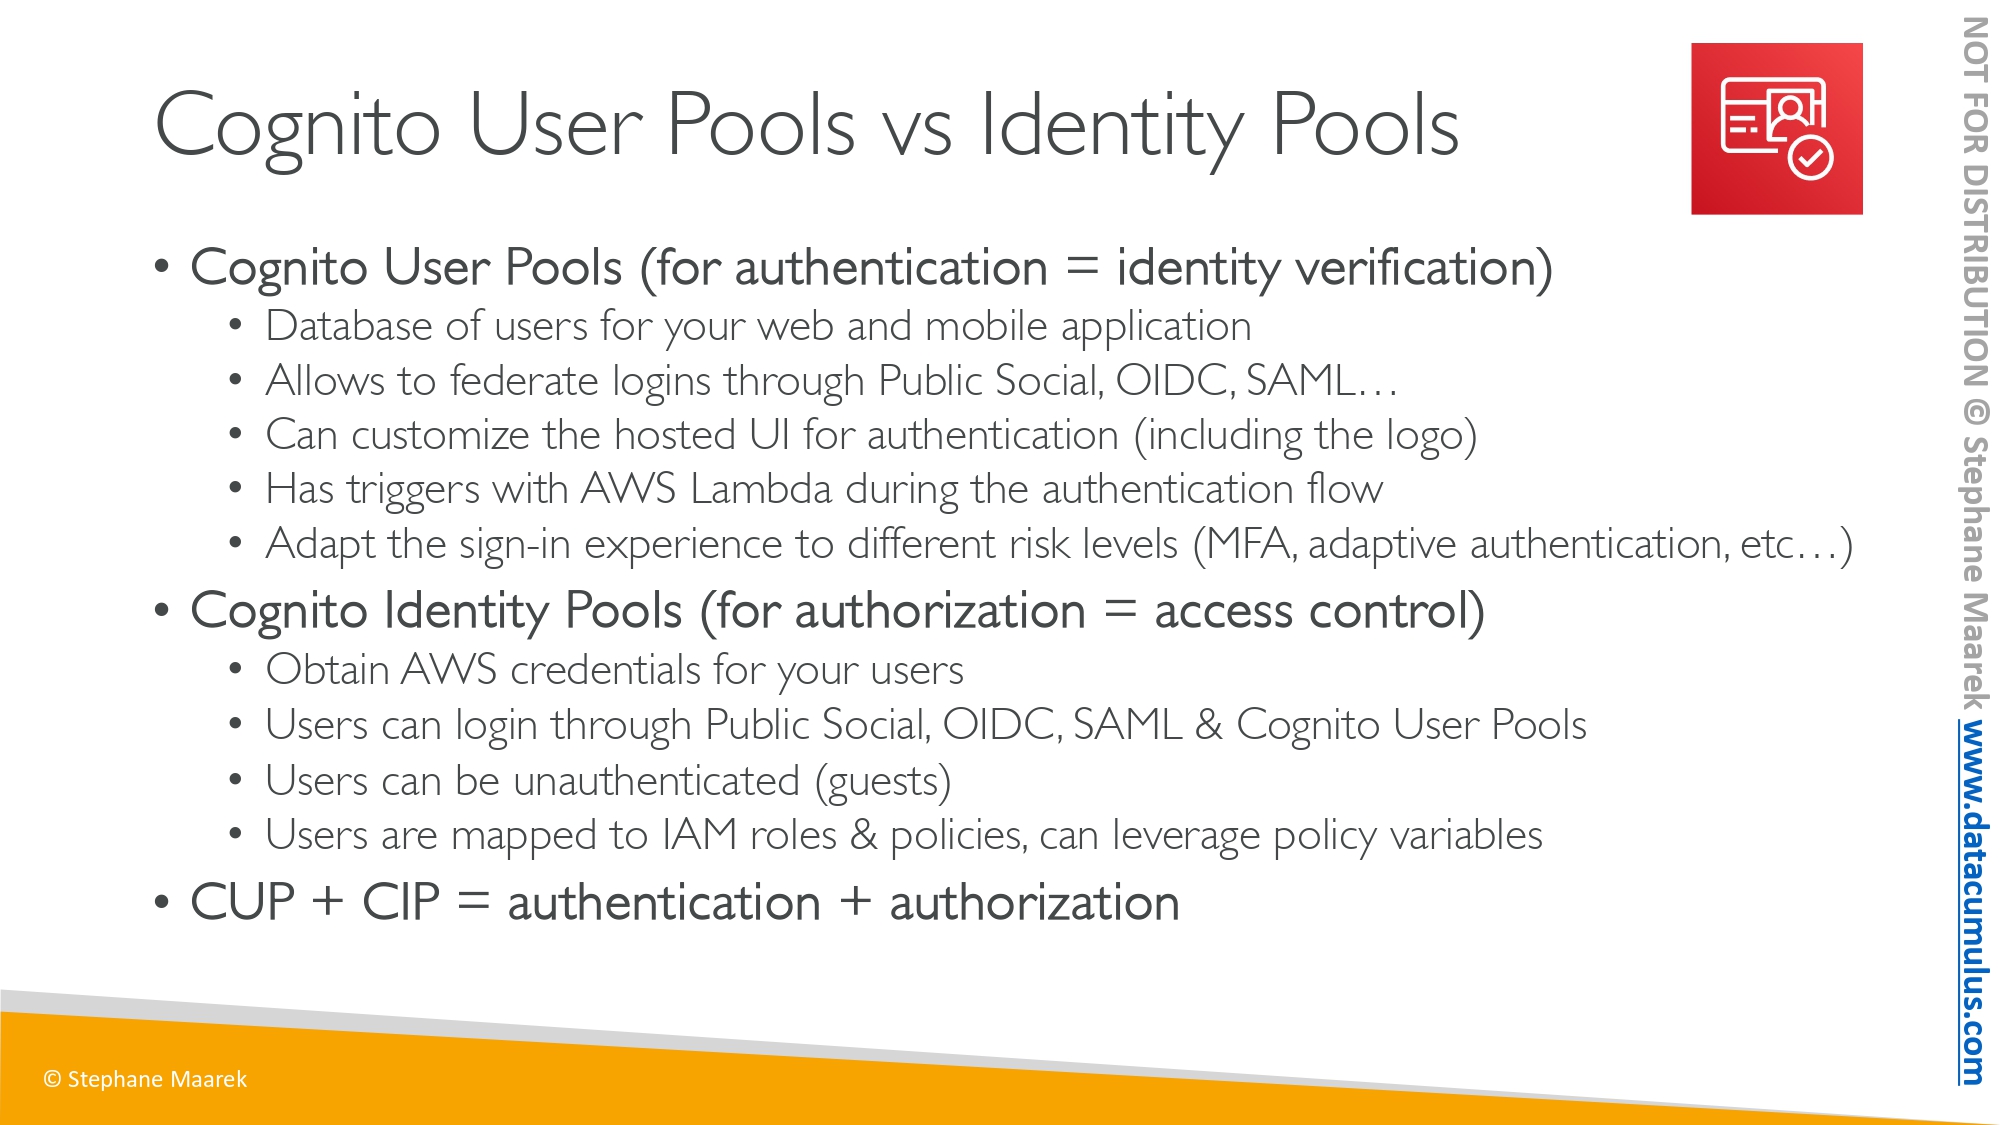 Cognito User Pools vs Identity Pools
• Cognito User Pools (for authentication = identity verification)
• Database of users for your web and mobile application
• Allows to federate logins through Public Social, OIDC, SAML…
• Can customize the hosted UI for authentication (including the logo)
• Has triggers with AWS Lambda during the authentication flow
• Adapt the sign-in experience to different risk levels (MFA, adaptive authentication, etc…)
• Cognito Identity Pools (for authorization = access control)
• Obtain AWS credentials for your users
• Users can login through Public Social, OIDC, SAML & Cognito User Pools
• Users can be unauthenticated (guests)
• Users are mapped to IAM roles & policies, can leverage policy variables
• CUP + CIP = authentication + authorization
© Stephane Maarek
NOT FOR DISTRIBUTION © Stephane Maarek www.datacumulus.com